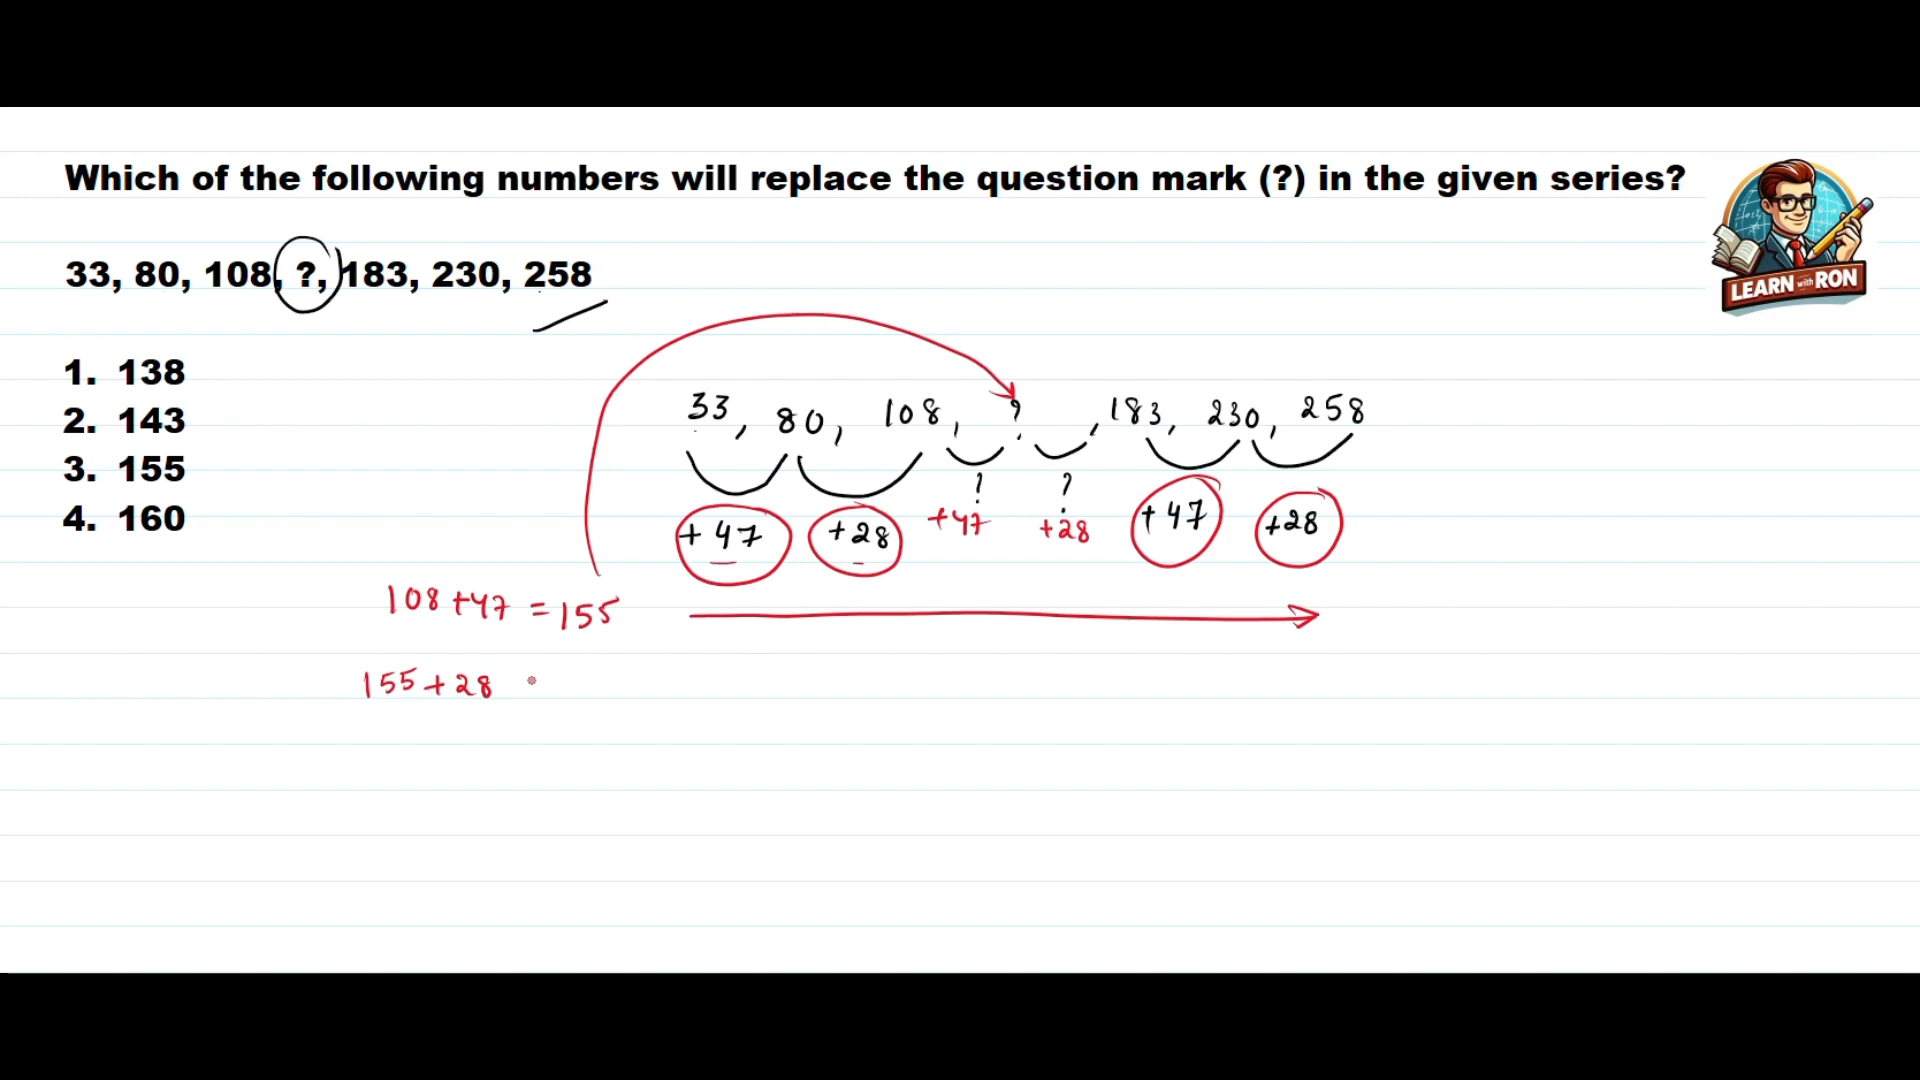 Which of the following numbers will replace the question mark (?) in the given series?
LEARN with RON
33, 80, 108, ?, 183, 230, 258
1. 138
2. 143
3. 155
4. 160
33, 80, 108, ?, 183, 230, 258
? ?
+47 +28 +47 +28 +47 +28
108+47 = 155
155+28